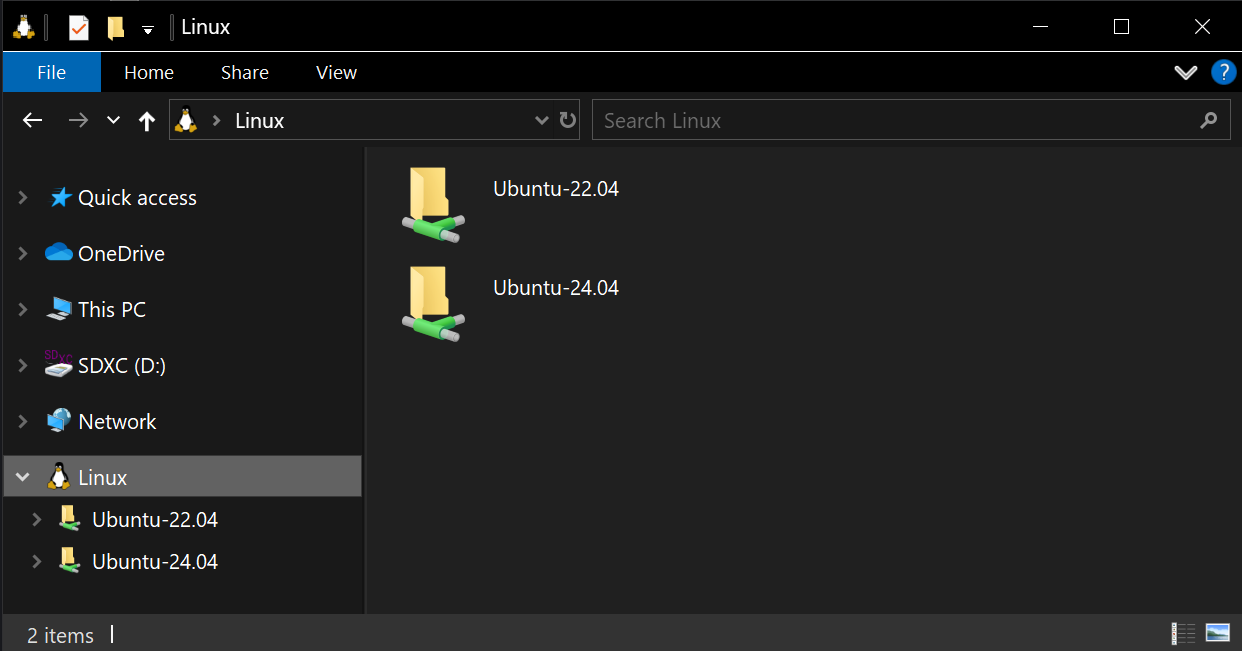 Linux
File Home Share View ?
Linux Search Linux
Quick access
OneDrive
This PC
SDXC (D:)
Network
Linux
Ubuntu-22.04
Ubuntu-24.04
Ubuntu-22.04
Ubuntu-24.04
2 items